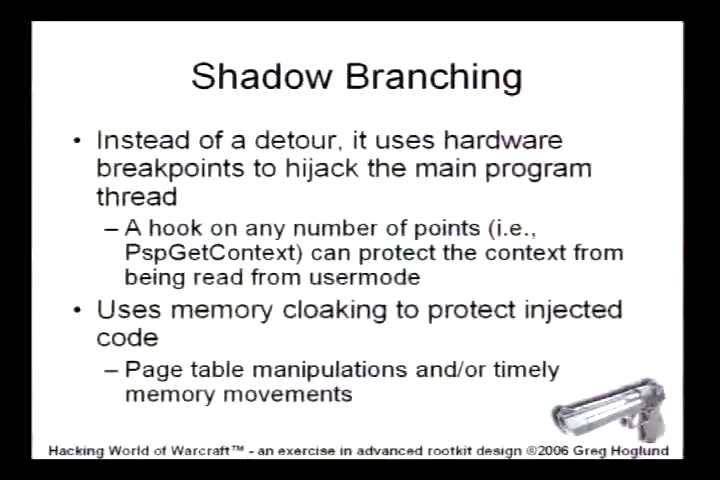 Shadow Branching
• Instead of a detour, it uses hardware
breakpoints to hijack the main program
thread
– A hook on any number of points (i.e.,
PspGetContext) can protect the context from
being read from usermode
• Uses memory cloaking to protect injected
code
– Page table manipulations and/or timely
memory movements
Hacking World of Warcraft™ - an exercise in advanced rootkit design ©2006 Greg Hoglund